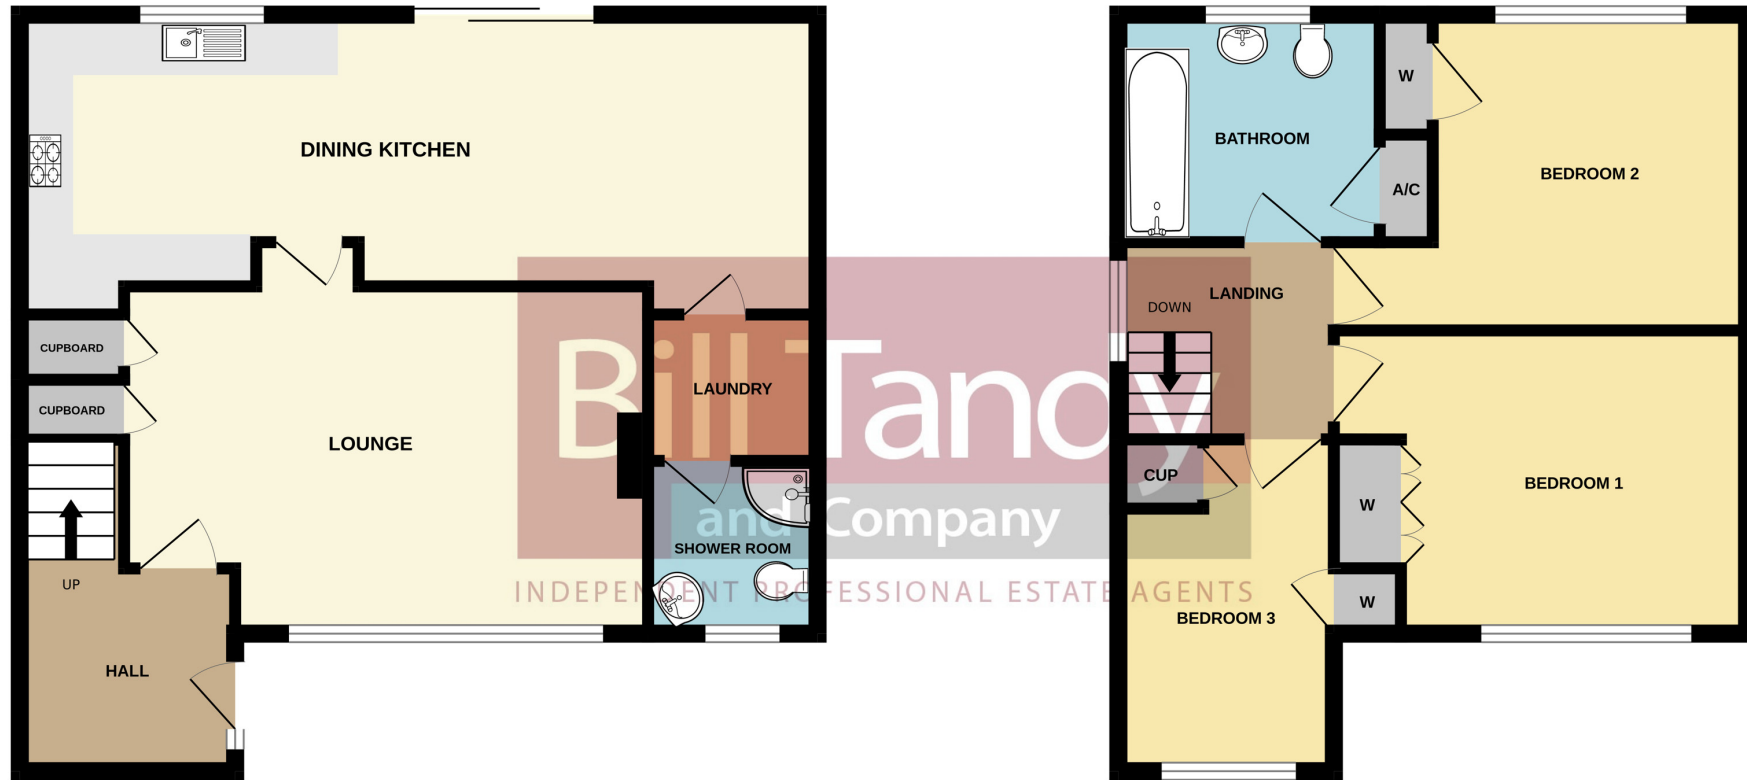 DINING KITCHEN
CUPBOARD
CUPBOARD
LOUNGE
LAUNDRY
SHOWER ROOM
UP
HALL
BATHROOM
W
A/C
BEDROOM 2
LANDING
DOWN
CUP
W
BEDROOM 1
W
BEDROOM 3
Bill Tandy
and Company
INDEPENDENT PROFESSIONAL ESTATE AGENTS